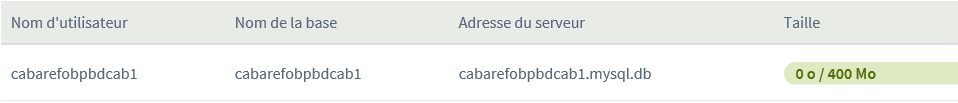 Nom d'utilisateur Nom de la base Adresse du serveur Taille
cabarefobpbdcab1 cabarefobpbdcab1 cabarefobpbdcab1.mysql.db 0 o / 400 Mo